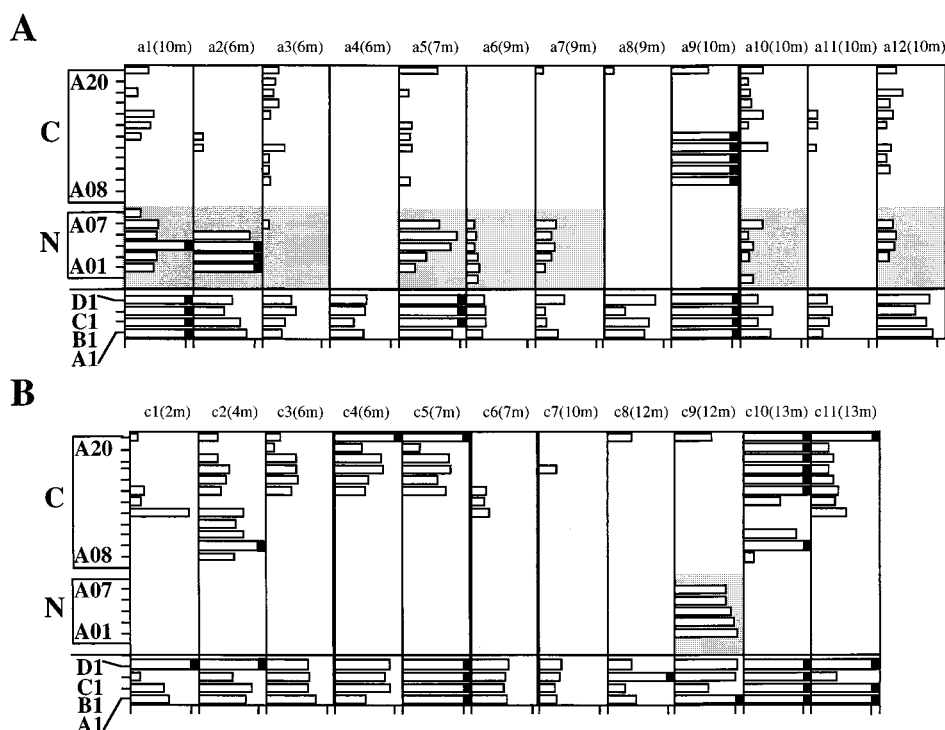 A
a1(10m) a2(6m) a3(6m) a4(6m) a5(7m) a6(9m) a7(9m) a8(9m) a9(10m) a10(10m) a11(10m) a12(10m)
A20
C
A08
A07
N
A01
D1
C1
B1
A1
B
c1(2m) c2(4m) c3(6m) c4(6m) c5(7m) c6(7m) c7(10m) c8(12m) c9(12m) c10(13m) c11(13m)
A20
C
A08
A07
N
A01
D1
C1
B1
A1